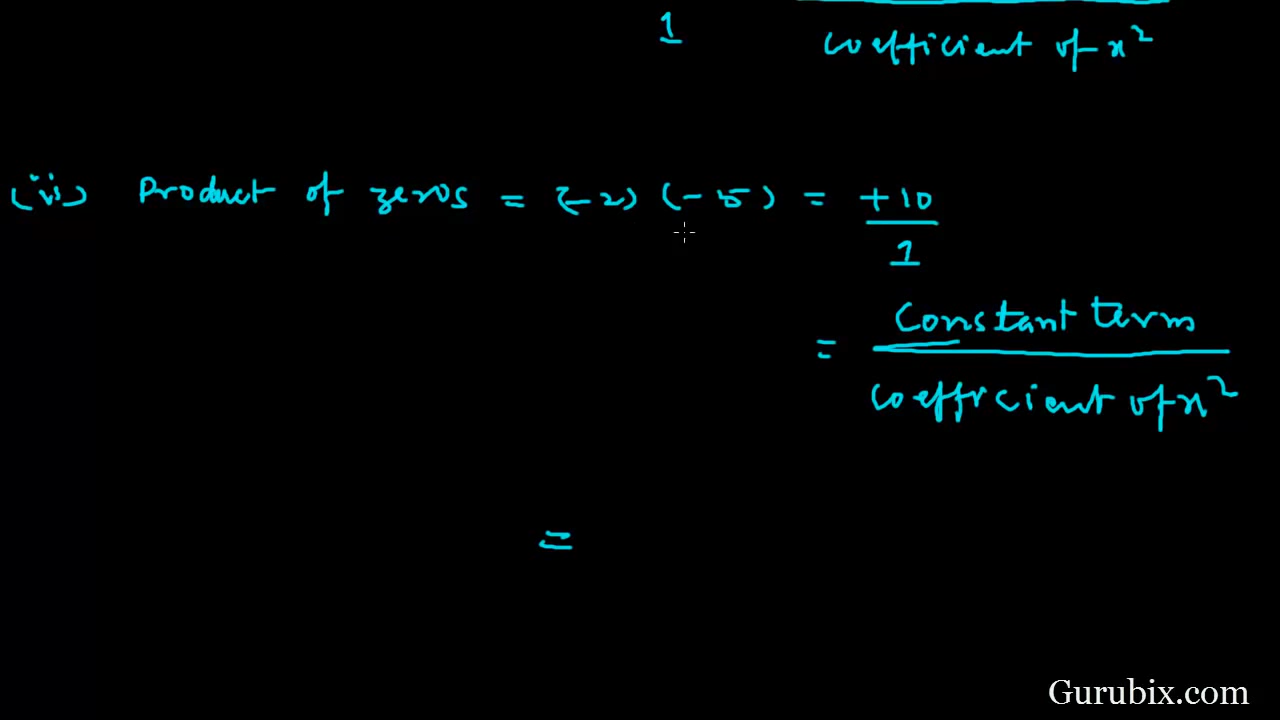 1
coefficient of x²
(ii) Product of zeros = (-2) (-5) = +10
1
= Constant term
coefficient of x²
=
Gurubix.com